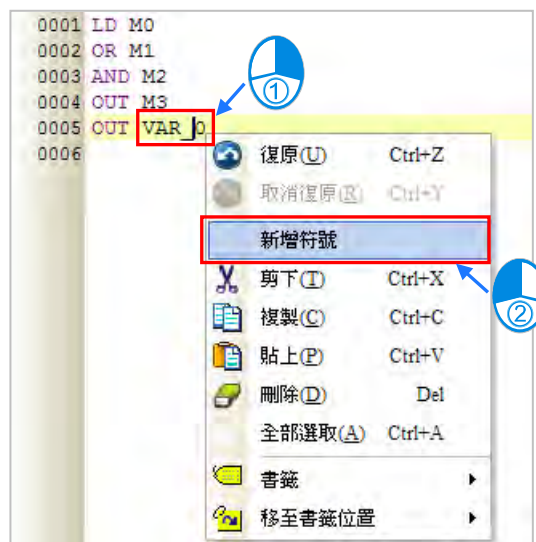 0001 LD M0
0002 OR M1
0003 AND M2
0004 OUT M3
0005 OUT VAR_0
0006
①
復原(U) Ctrl+Z
取消復原(R) Ctrl+Y
新增符號
剪下(T) Ctrl+X
②
複製(C) Ctrl+C
貼上(P) Ctrl+V
刪除(D) Del
全部選取(A) Ctrl+A
書籤
移至書籤位置